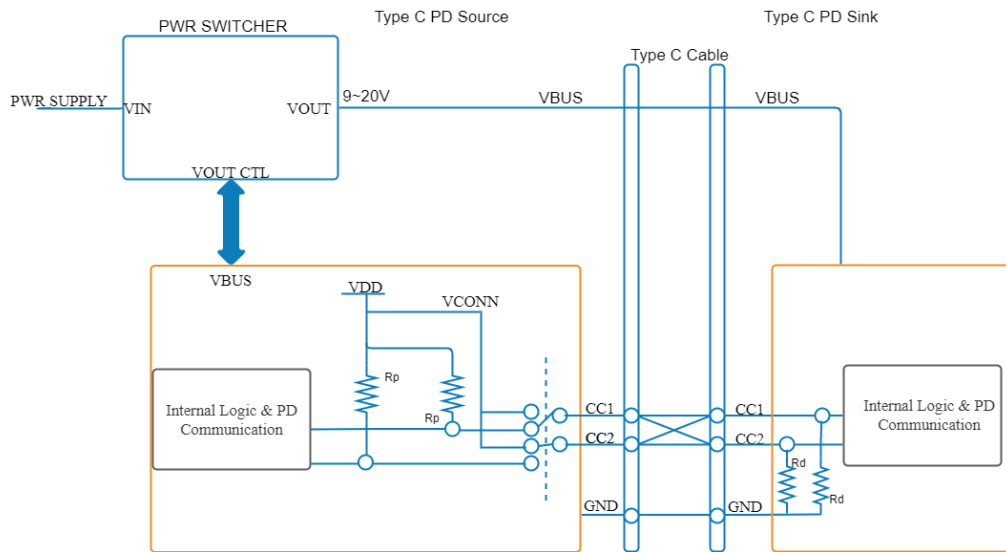 Type C PD Source
Type C PD Sink
PWR SWITCHER
Type C Cable
PWR SUPPLY
VIN
VOUT
9~20V
VBUS
VBUS
VOUT CTL
VBUS
VDD
VCONN
Rp
Rp
Internal Logic & PD
Communication
CC1
CC2
GND
CC1
CC2
GND
Rd
Rd
Internal Logic & PD
Communication